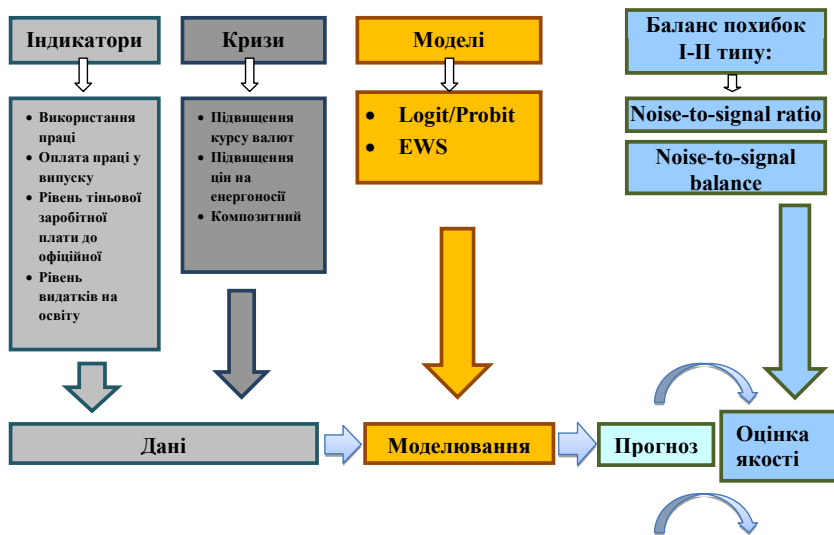 Індикатори
Кризи
Моделі
Баланс похибок
І-ІІ типу:
• Використання
праці
• Оплата праці у
випуску
• Рівень тіньової
заробітної
плати до
офіційної
• Рівень
видатків на
освіту
• Підвищення
курсу валют
• Підвищення
цін на
енергоносії
• Композитний
• Logit/Probit
• EWS
Noise-to-signal ratio
Noise-to-signal
balance
Дані
Моделювання
Прогноз
Оцінка
якості